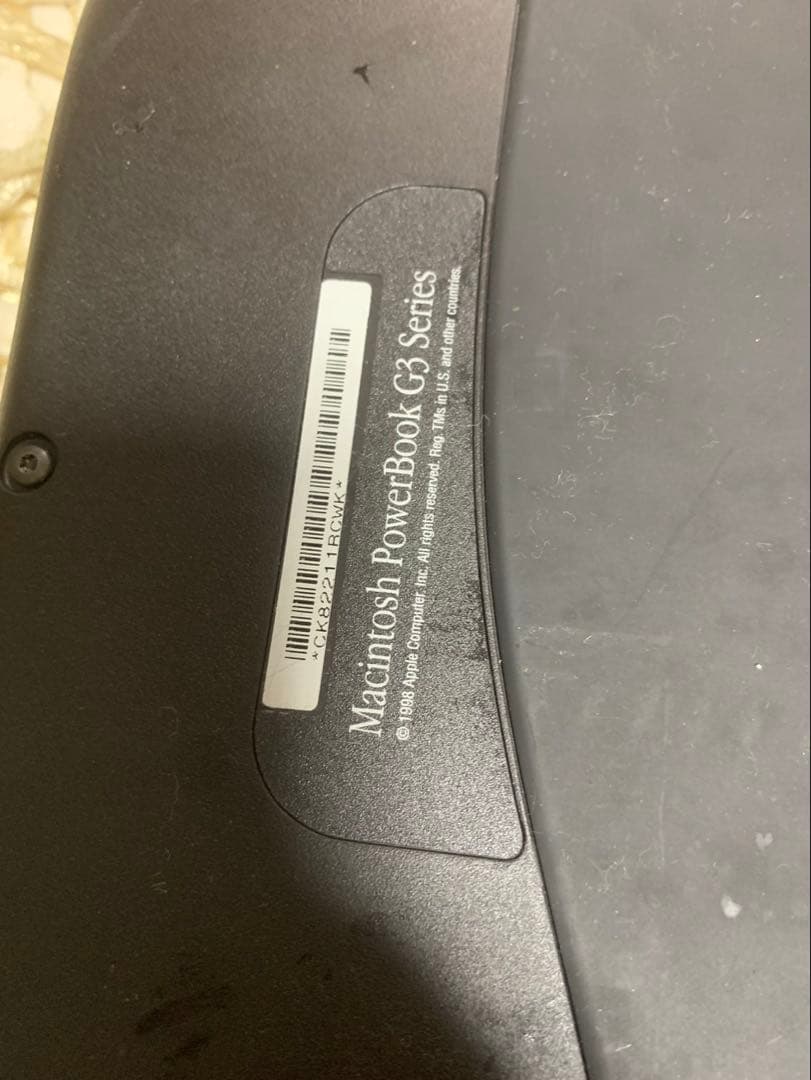 *CK82211RCWK*
Macintosh PowerBook G3 Series
© 1998 Apple Computer, Inc. All rights reserved. Reg. TMs in U.S. and other countries.